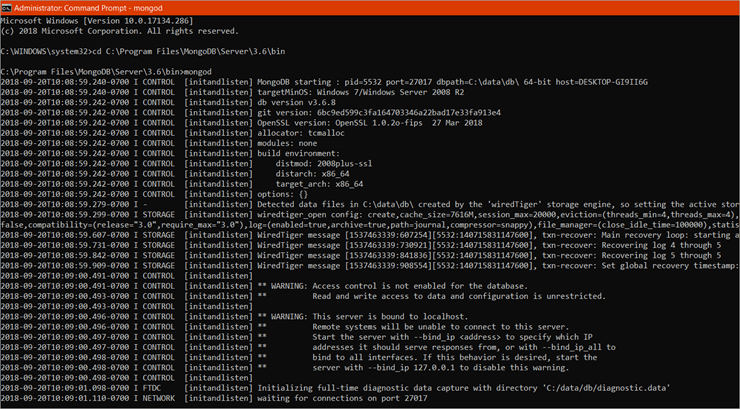 Administrator: Command Prompt - mongod
Microsoft Windows [Version 10.0.17134.286]
(c) 2018 Microsoft Corporation. All rights reserved.
C:\WINDOWS\system32>cd C:\Program Files\MongoDB\Server\3.6\bin
C:\Program Files\MongoDB\Server\3.6\bin>mongod
2018-09-20T10:08:59.240-0700 I CONTROL  [initandlisten] MongoDB starting : pid=5532 port=27017 dbpath=C:\data\db\ 64-bit host=DESKTOP-GI9II6G
2018-09-20T10:08:59.242-0700 I CONTROL  [initandlisten] targetMinOS: Windows 7/Windows Server 2008 R2
2018-09-20T10:08:59.242-0700 I CONTROL  [initandlisten] db version v3.6.8
2018-09-20T10:08:59.242-0700 I CONTROL  [initandlisten] git version: 6bc9ed599c3fa164703346a22bad17e33fa913e4
2018-09-20T10:08:59.242-0700 I CONTROL  [initandlisten] OpenSSL version: OpenSSL 1.0.2o-fips  27 Mar 2018
2018-09-20T10:08:59.242-0700 I CONTROL  [initandlisten] allocator: tcmalloc
2018-09-20T10:08:59.242-0700 I CONTROL  [initandlisten] modules: none
2018-09-20T10:08:59.242-0700 I CONTROL  [initandlisten] build environment:
2018-09-20T10:08:59.242-0700 I CONTROL  [initandlisten]     distmod: 2008plus-ssl
2018-09-20T10:08:59.242-0700 I CONTROL  [initandlisten]     distarch: x86_64
2018-09-20T10:08:59.242-0700 I CONTROL  [initandlisten]     target_arch: x86_64
2018-09-20T10:08:59.242-0700 I CONTROL  [initandlisten] options: {}
2018-09-20T10:08:59.279-0700 I -        [initandlisten] Detected data files in C:\data\db\ created by the 'wiredTiger' storage engine, so setting the active stor
2018-09-20T10:08:59.299-0700 I STORAGE  [initandlisten] wiredtiger_open config: create,cache_size=7616M,session_max=20000,eviction=(threads_min=4,threads_max=4),
false,compatibility=(release="3.0",require_max="3.0"),log=(enabled=true,archive=true,path=journal,compressor=snappy),file_manager=(close_idle_time=100000),statis
2018-09-20T10:08:59.607-0700 I STORAGE  [initandlisten] WiredTiger message [1537463339:607254][5532:140715831147600], txn-recover: Main recovery loop: starting a
2018-09-20T10:08:59.731-0700 I STORAGE  [initandlisten] WiredTiger message [1537463339:730921][5532:140715831147600], txn-recover: Recovering log 4 through 5
2018-09-20T10:08:59.842-0700 I STORAGE  [initandlisten] WiredTiger message [1537463339:841836][5532:140715831147600], txn-recover: Recovering log 5 through 5
2018-09-20T10:08:59.909-0700 I STORAGE  [initandlisten] WiredTiger message [1537463339:908554][5532:140715831147600], txn-recover: Set global recovery timestamp:
2018-09-20T10:09:00.491-0700 I CONTROL  [initandlisten]
2018-09-20T10:09:00.491-0700 I CONTROL  [initandlisten] ** WARNING: Access control is not enabled for the database.
2018-09-20T10:09:00.493-0700 I CONTROL  [initandlisten] **          Read and write access to data and configuration is unrestricted.
2018-09-20T10:09:00.493-0700 I CONTROL  [initandlisten]
2018-09-20T10:09:00.496-0700 I CONTROL  [initandlisten] ** WARNING: This server is bound to localhost.
2018-09-20T10:09:00.496-0700 I CONTROL  [initandlisten] **          Remote systems will be unable to connect to this server.
2018-09-20T10:09:00.497-0700 I CONTROL  [initandlisten] **          Start the server with --bind_ip <address> to specify which IP
2018-09-20T10:09:00.497-0700 I CONTROL  [initandlisten] **          addresses it should serve responses from, or with --bind_ip_all to
2018-09-20T10:09:00.498-0700 I CONTROL  [initandlisten] **          bind to all interfaces. If this behavior is desired, start the
2018-09-20T10:09:00.498-0700 I CONTROL  [initandlisten] **          server with --bind_ip 127.0.0.1 to disable this warning.
2018-09-20T10:09:00.498-0700 I CONTROL  [initandlisten]
2018-09-20T10:09:01.098-0700 I FTDC     [initandlisten] Initializing full-time diagnostic data capture with directory 'C:/data/db/diagnostic.data'
2018-09-20T10:09:01.110-0700 I NETWORK  [initandlisten] waiting for connections on port 27017